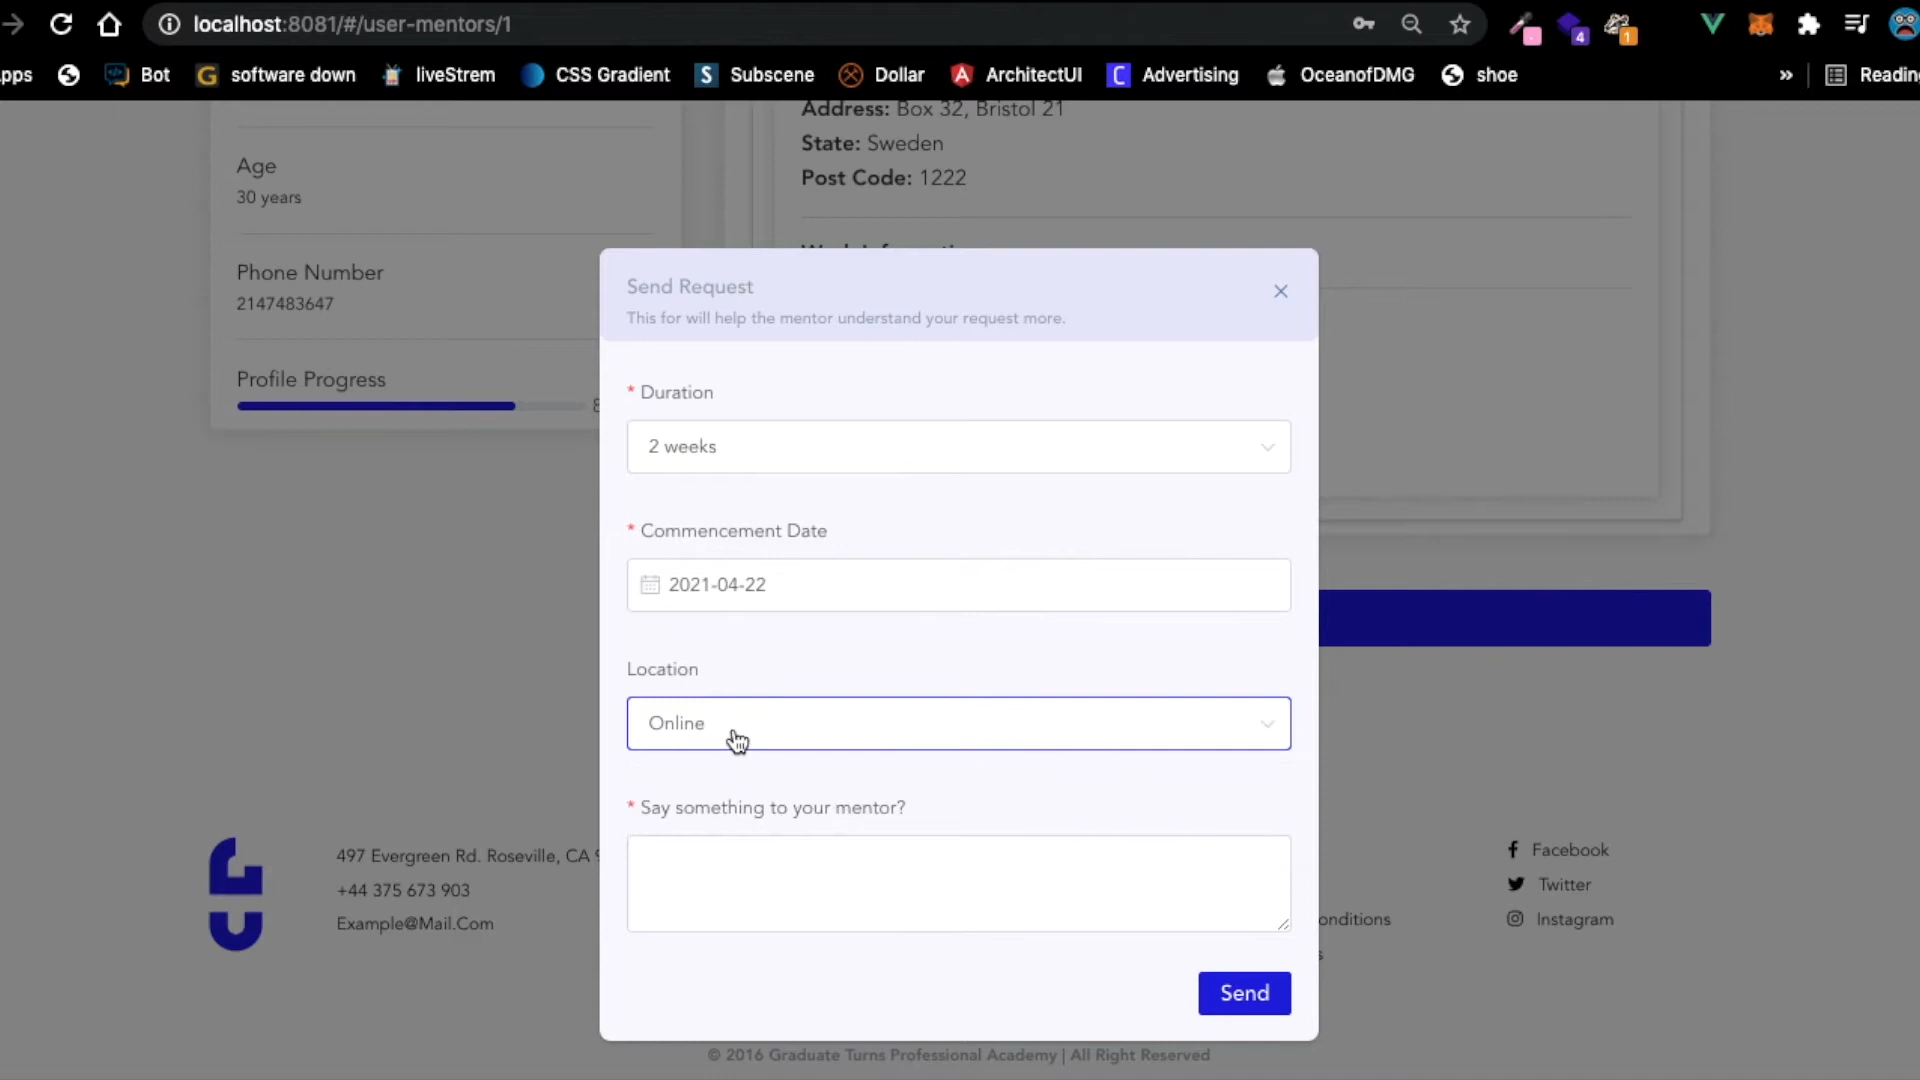 localhost:8081/#/user-mentors/1
4
1
pps
Bot
software down
liveStrem
CSS Gradient
Subscene
Dollar
ArchitectUI
Advertising
OceanofDMG
shoe
»
Reading
Address: Box 32, Bristol 21
State: Sweden
Post Code: 1222
Age
30 years
Phone Number
2147483647
Profile Progress
Send Request
This for will help the mentor understand your request more.
* Duration
2 weeks
* Commencement Date
2021-04-22
Location
Online
* Say something to your mentor?
Send
497 Evergreen Rd. Roseville, CA
+44 375 673 903
Example@Mail.Com
onditions
Facebook
Twitter
Instagram
© 2016 Graduate Turns Professional Academy | All Right Reserved